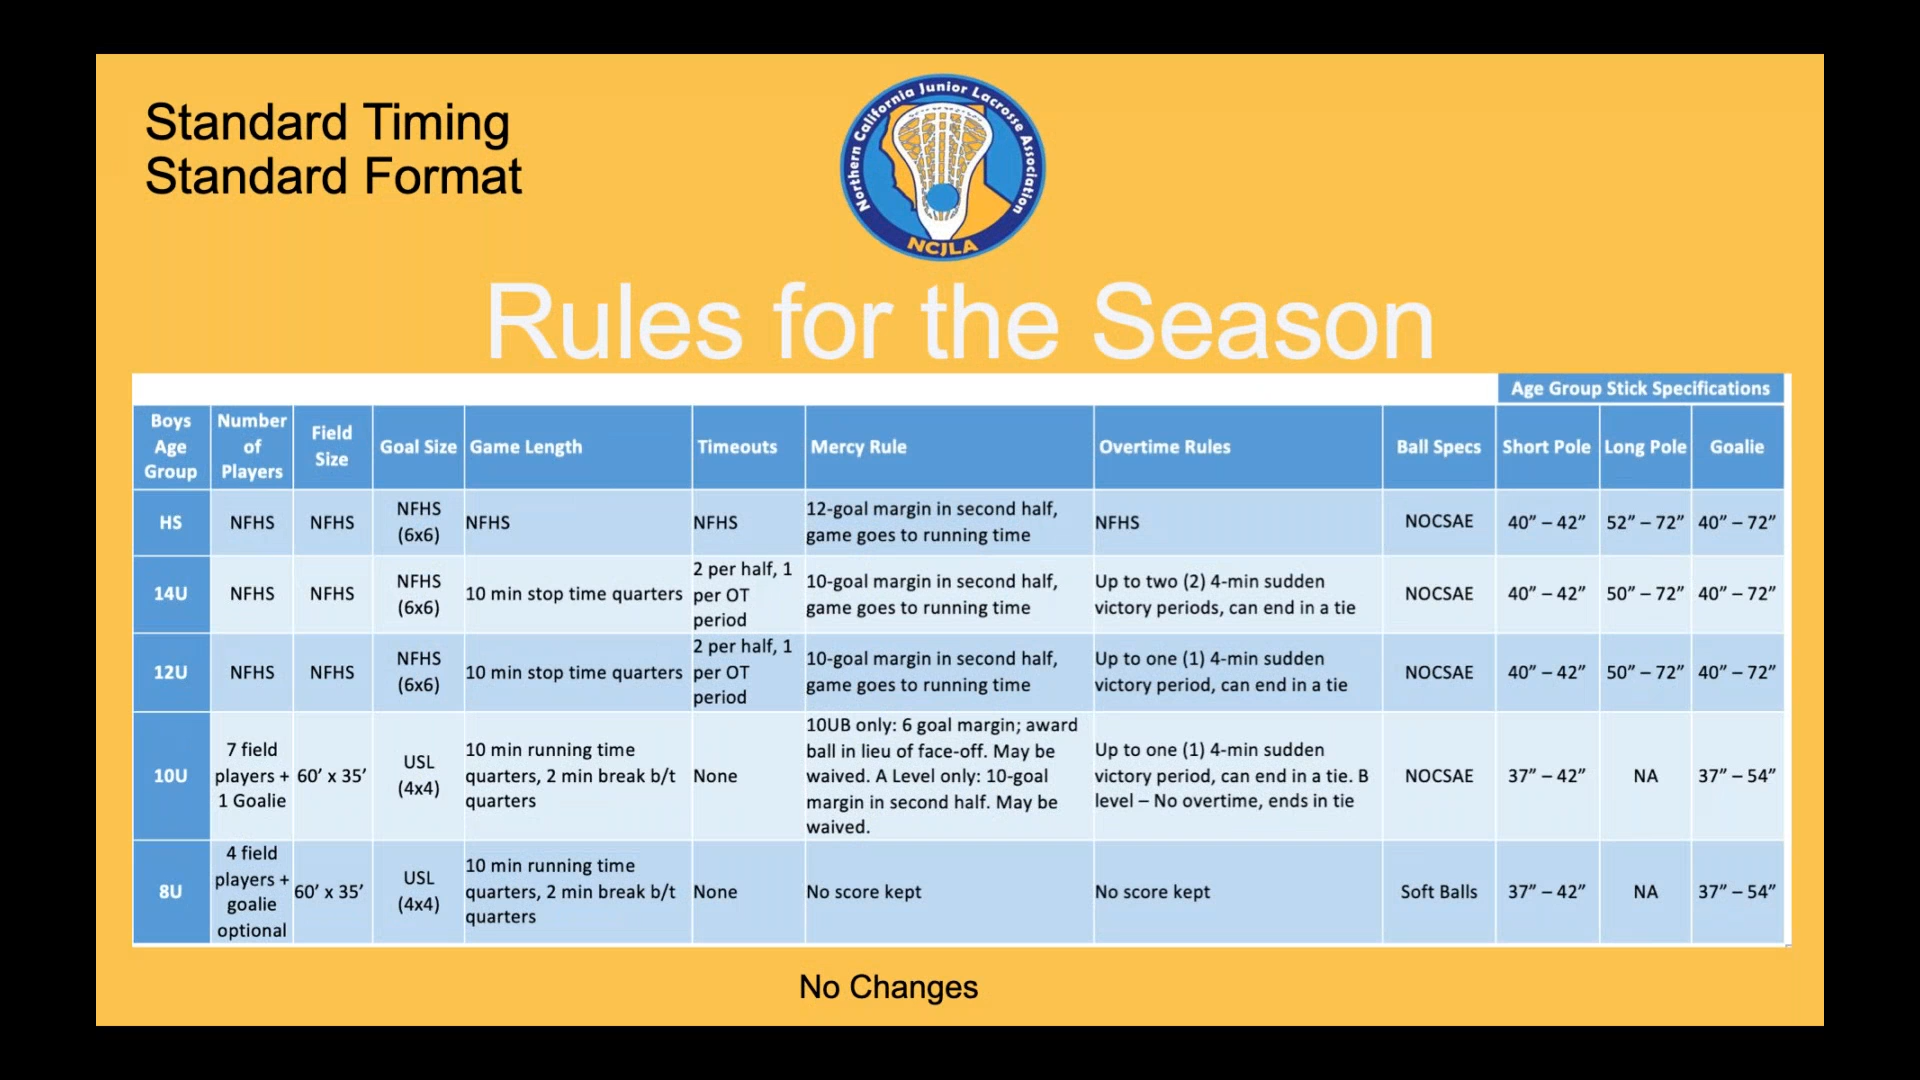 Standard Timing
Standard Format
Northern California Junior Lacrosse Association
NCJLA
Rules for the Season
Age Group Stick Specifications
Boys Age Group
Number of Players
Field Size
Goal Size
Game Length
Timeouts
Mercy Rule
Overtime Rules
Ball Specs
Short Pole
Long Pole
Goalie
HS
NFHS
NFHS
NFHS
(6x6)
NFHS
NFHS
12-goal margin in second half,
game goes to running time
NFHS
NOCSAE
40” – 42”
52” – 72”
40” – 72”
14U
NFHS
NFHS
NFHS
(6x6)
10 min stop time quarters
2 per half, 1
per OT
period
10-goal margin in second half,
game goes to running time
Up to two (2) 4-min sudden
victory periods, can end in a tie
NOCSAE
40” – 42”
50” – 72”
40” – 72”
12U
NFHS
NFHS
NFHS
(6x6)
10 min stop time quarters
2 per half, 1
per OT
period
10-goal margin in second half,
game goes to running time
Up to one (1) 4-min sudden
victory period, can end in a tie
NOCSAE
40” – 42”
50” – 72”
40” – 72”
10U
7 field
players +
1 Goalie
60’ x 35’
USL
(4x4)
10 min running time
quarters, 2 min break b/t
quarters
None
10UB only: 6 goal margin; award
ball in lieu of face-off. May be
waived. A Level only: 10-goal
margin in second half. May be
waived.
Up to one (1) 4-min sudden
victory period, can end in a tie. B
level – No overtime, ends in tie
NOCSAE
37” – 42”
NA
37” – 54”
8U
4 field
players +
goalie
optional
60’ x 35’
USL
(4x4)
10 min running time
quarters, 2 min break b/t
quarters
None
No score kept
No score kept
Soft Balls
37” – 42”
NA
37” – 54”
No Changes